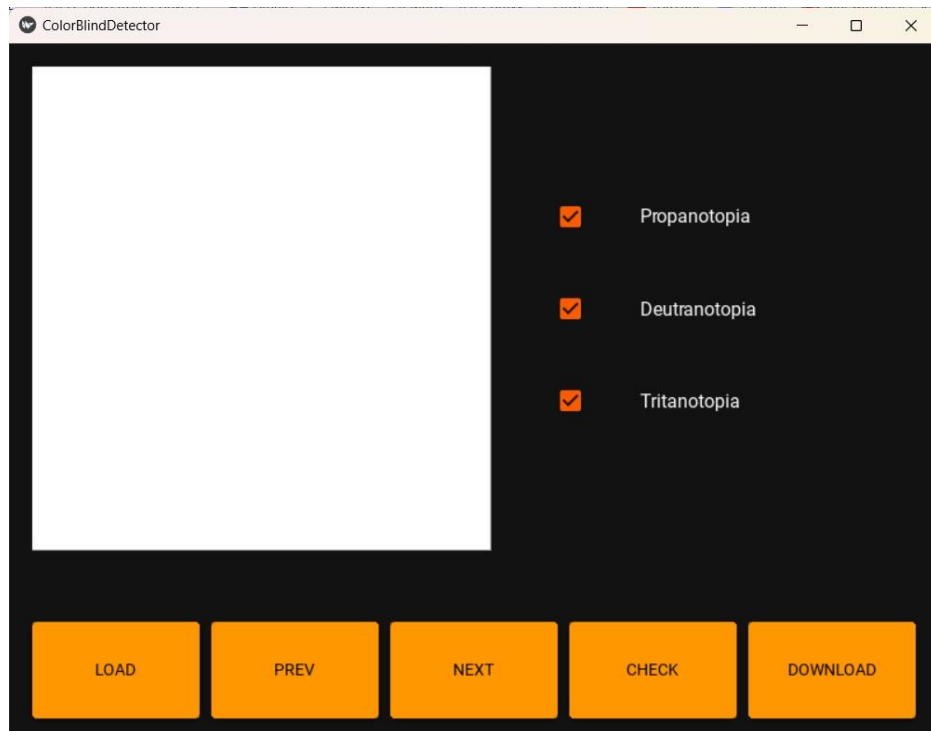 ColorBlindDetector
Propanotopia
Deutranotopia
Tritanotopia
LOAD PREV NEXT CHECK DOWNLOAD